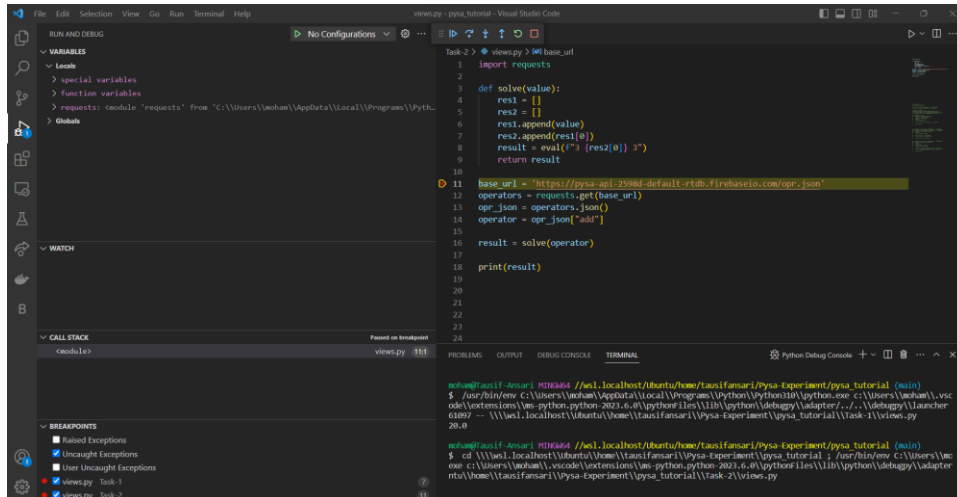 File Edit Selection View Go Run Terminal Help
views.py - pysa_tutorial - Visual Studio Code
RUN AND DEBUG
No Configurations
VARIABLES
Locals
special variables
function variables
requests: <module 'requests' from 'C:\\Users\\moham\\AppData\\Local\\Programs\\Pyth...
Globals
WATCH
CALL STACK
Paused on breakpoint
<module>
views.py 11:1
BREAKPOINTS
Raised Exceptions
Uncaught Exceptions
User Uncaught Exceptions
views.py Task-1 7
views.py Task-2 11
Task-2 > views.py > base_url
1 import requests
2
3 def solve(value):
4 res1 = []
5 res2 = []
6 res1.append(value)
7 res2.append(res1[0])
8 result = eval(f"3 {res2[0]} 3")
9 return result
10
11 base_url = 'https://pysa-api-2598d-default-rtdb.firebaseio.com/opr.json'
12 operators = requests.get(base_url)
13 opr_json = operators.json()
14 operator = opr_json["add"]
15
16 result = solve(operator)
17
18 print(result)
19
20
21
22
23
24
PROBLEMS OUTPUT DEBUG CONSOLE TERMINAL
Python Debug Console
moham@Tausif-Ansari MINGW64 //wsl.localhost/Ubuntu/home/tausifansari/Pysa-Experiment/pysa_tutorial (main)
$ /usr/bin/env C:\\Users\\moham\\AppData\\Local\\Programs\\Python\\Python310\\python.exe c:\\Users\\moham\\.vsc
ode\\extensions\\ms-python.python-2023.6.0\\pythonFiles\\lib\\python\\debugpy\\adapter/../..\\debugpy\\launcher
61097 -- \\\\wsl.localhost\\Ubuntu\\home\\tausifansari\\Pysa-Experiment\\pysa_tutorial\\Task-1\\views.py
20.0
moham@Tausif-Ansari MINGW64 //wsl.localhost/Ubuntu/home/tausifansari/Pysa-Experiment/pysa_tutorial (main)
$ cd \\\\wsl.localhost\\Ubuntu\\home\\tausifansari\\Pysa-Experiment\\pysa_tutorial ; /usr/bin/env C:\\Users\\mo
exe c:\\Users\\moham\\.vscode\\extensions\\ms-python.python-2023.6.0\\pythonFiles\\lib\\python\\debugpy\\adapter
ntu\\home\\tausifansari\\Pysa-Experiment\\pysa_tutorial\\Task-2\\views.py